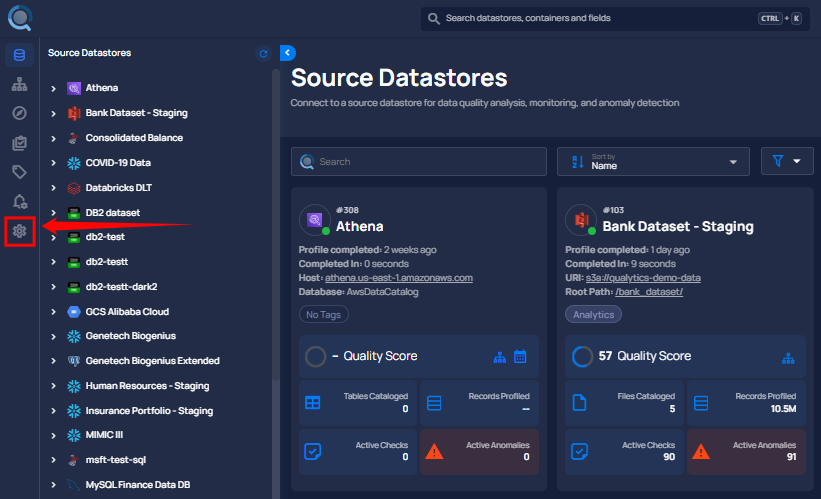 Search datastores, containers and fields
CTRL + K
Source Datastores
Athena
Bank Dataset - Staging
Consolidated Balance
COVID-19 Data
Databricks DLT
DB2 dataset
db2-test
db2-testt
db2-testt-dark2
GCS Alibaba Cloud
Genetech Biogenius
Genetech Biogenius Extended
Human Resources - Staging
Insurance Portfolio - Staging
MIMIC III
msft-test-sql
MySQL Finance Data DB
Source Datastores
Connect to a source datastore for data quality analysis, monitoring, and anomaly detection
Search
Sort by
Name
#308
Athena
Profile completed: 2 weeks ago
Completed In: 0 seconds
Host: athena.us-east-1.amazonaws.com
Database: AwsDataCatalog
No Tags
– Quality Score
Tables Cataloged
0
Records Profiled
--
Active Checks
0
Active Anomalies
0
#103
Bank Dataset - Staging
Profile completed: 1 day ago
Completed In: 9 seconds
URI: s3a://qualytics-demo-data
Root Path: /bank_dataset/
Analytics
57 Quality Score
Files Cataloged
5
Records Profiled
10.5M
Active Checks
90
Active Anomalies
91